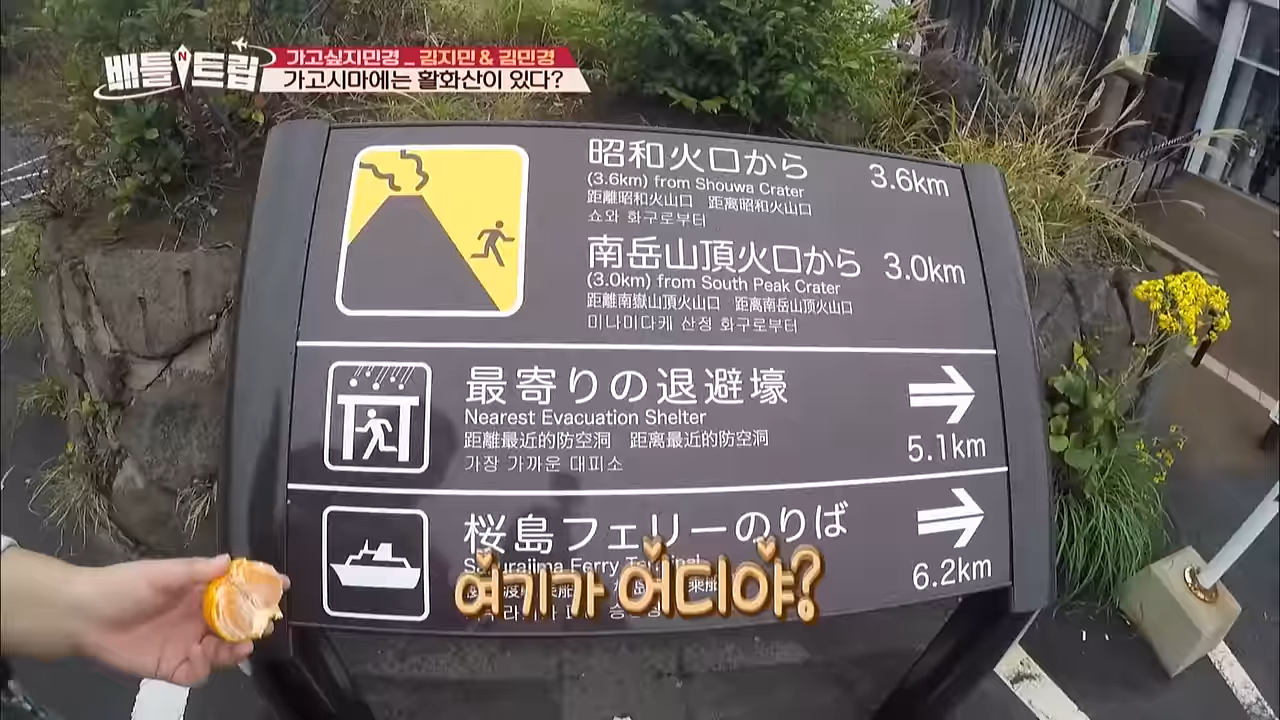 배틀트립
가고싶지민경_김지민 & 김민경
가고시마에는 활화산이 있다?
昭和火口から 3.6km
(3.6km) from Shouwa Crater
距離昭和火山口 距离昭和火山口
쇼와 화구로부터
南岳山頂火口から 3.0km
(3.0km) from South Peak Crater
距離南嶽山頂火山口 距离南岳山顶火山口
미나미다케 산정 화구로부터
最寄りの退避壕
Nearest Evacuation Shelter
距離最近的防空洞 距离最近的防空洞
가장 가까운 대피소
5.1km
桜島フェリーのりば
Sakurajima Ferry Terminal
6.2km
여기가 어디야?